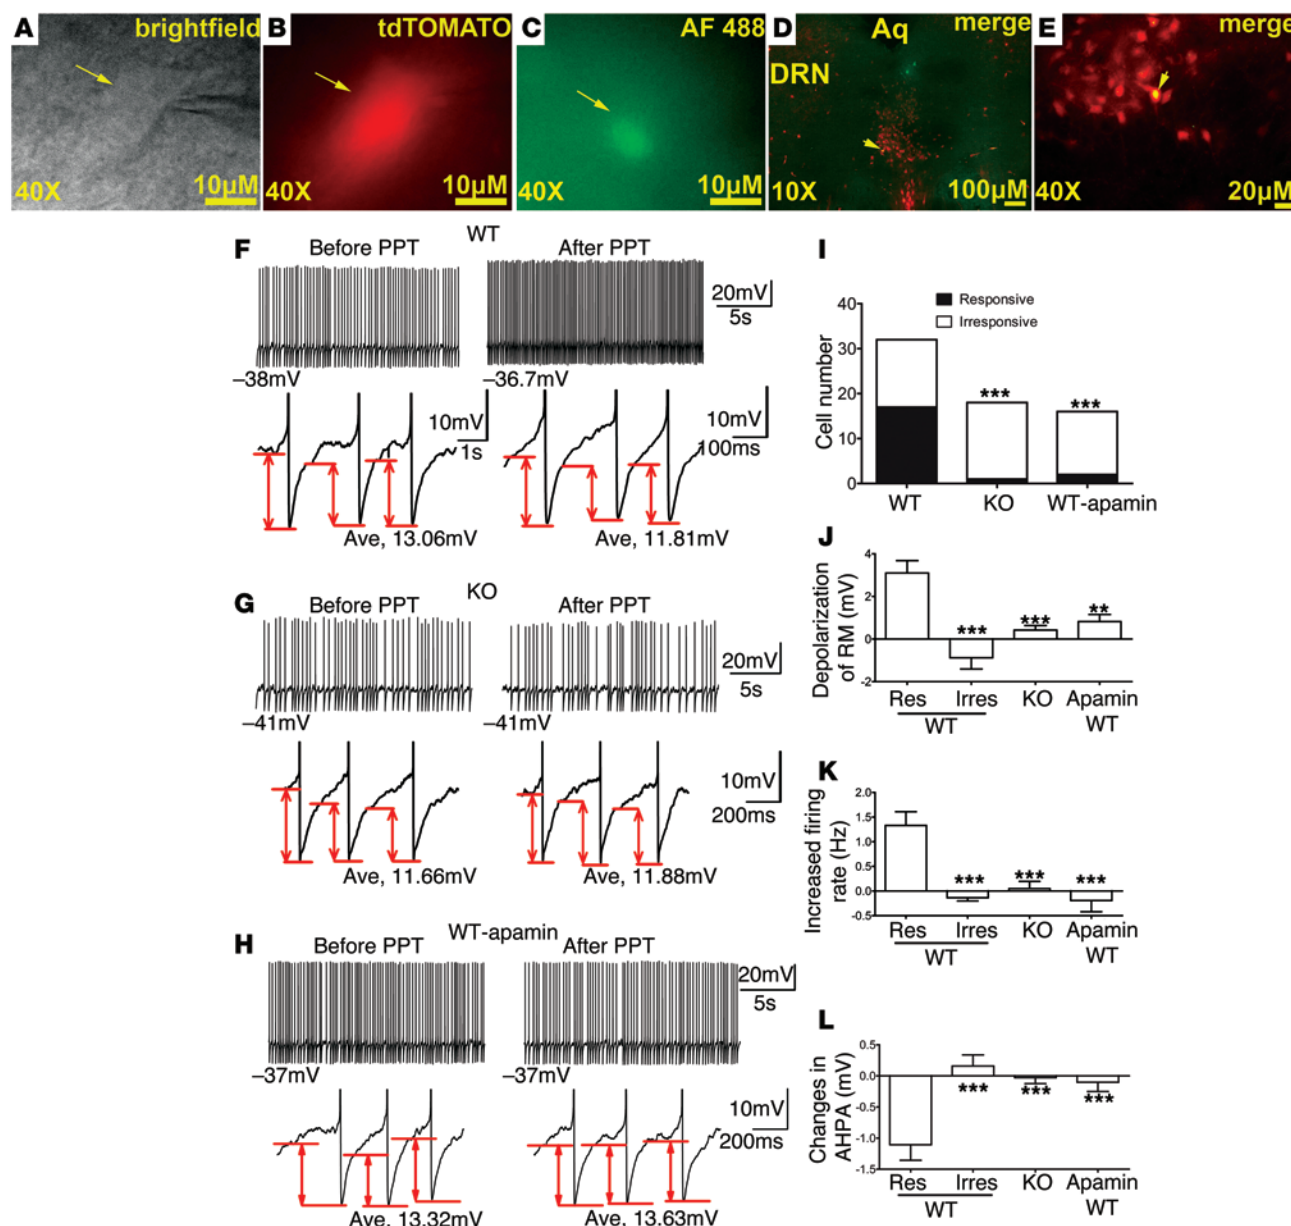 A brightfield
40X 10µM
B tdTOMATO
40X 10µM
C AF 488
40X 10µM
D Aq merge
DRN
10X 100µM
E merge
40X 20µM
F WT
Before PPT After PPT
20mV
5s
–38mV –36.7mV
10mV
1s
10mV
100ms
Ave, 13.06mV Ave, 11.81mV
G KO
Before PPT After PPT
20mV
5s
–41mV –41mV
10mV
200ms
Ave, 11.66mV Ave, 11.88mV
H WT-apamin
Before PPT After PPT
20mV
5s
–37mV –37mV
10mV
200ms
Ave, 13.32mV Ave, 13.63mV
I
Responsive
Irresponsive
Cell number
40
30
20
10
0
*** ***
WT KO WT-apamin
J
Depolarization
of RM (mV)
4
2
0
-2
*** *** **
Res Irres KO Apamin
WT WT
K
Increased firing
rate (Hz)
2.0
1.5
1.0
0.5
0.0
-0.5
*** *** ***
Res Irres KO Apamin
WT WT
L
Changes in
AHPA (mV)
0.5
0.0
-0.5
-1.0
-1.5
*** *** ***
Res Irres KO Apamin
WT WT